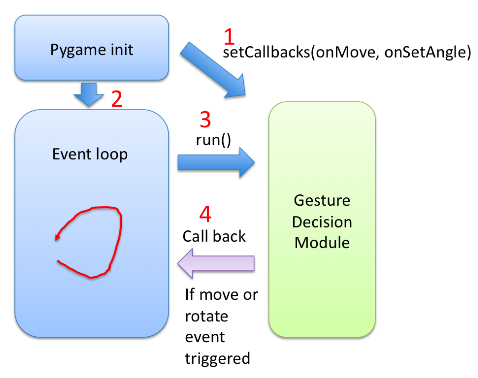 Pygame init
1
setCallbacks(onMove, onSetAngle)
2
3
run()
Event loop
Gesture
Decision
Module
4
Call back
If move or
rotate
event
triggered